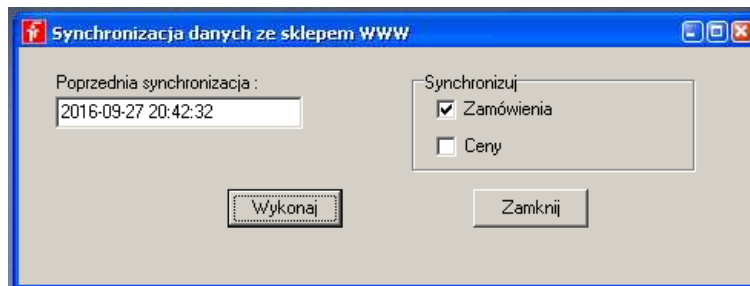 Synchronizacja danych ze sklepem WWW
Poprzednia synchronizacja :
2016-09-27 20:42:32
Synchronizuj
Zamówienia
Ceny
Wykonaj
Zamknij